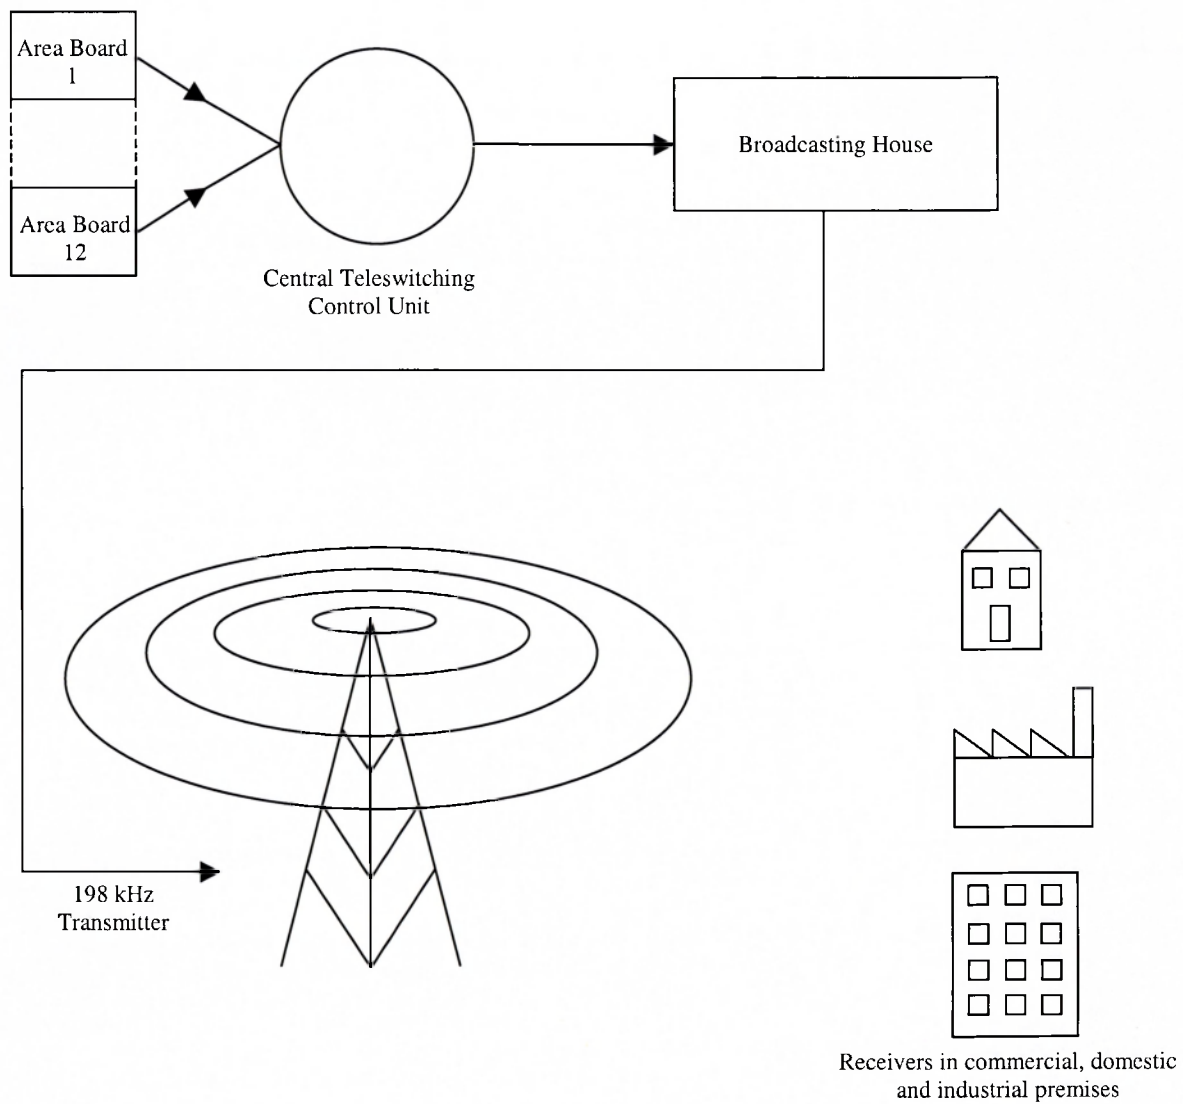 Area Board
1
Area Board
12
Central Teleswitching
Control Unit
Broadcasting House
198 kHz
Transmitter
Receivers in commercial, domestic
and industrial premises